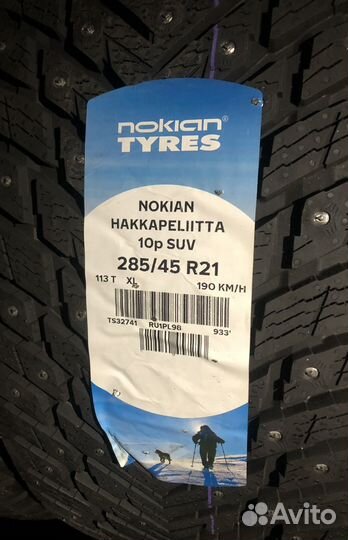 nokian®
TYRES
NOKIAN
HAKKAPELIITTA
10p SUV
285/45 R21
113 T XL 190 KM/H
TS32741 RU1PL98 933'
Avito